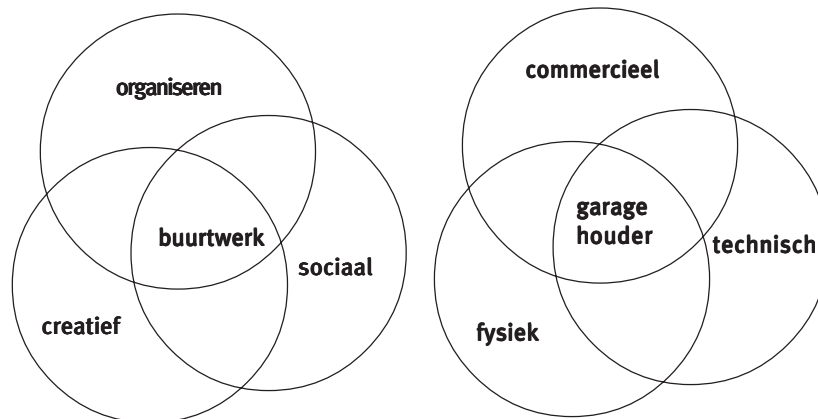 organiseren
buurtwerk
sociaal
creatief
commercieel
garage
houder
technisch
fysiek